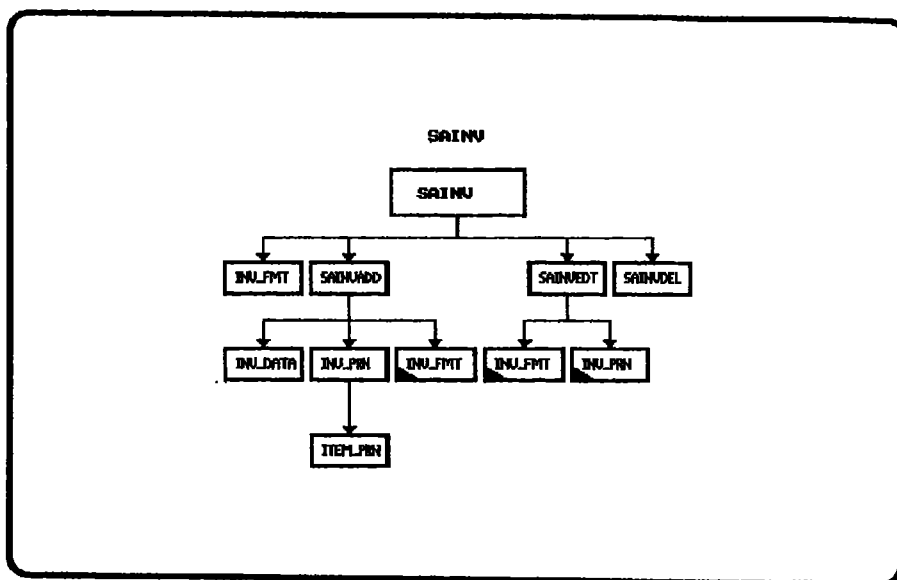 SAINV
SAINV
INV_FMT SAINVADD SAINVEDT SAINVDEL
INV_DATA INV_PRN INV_FMT INV_FMT INV_PRN
ITEM_PRN